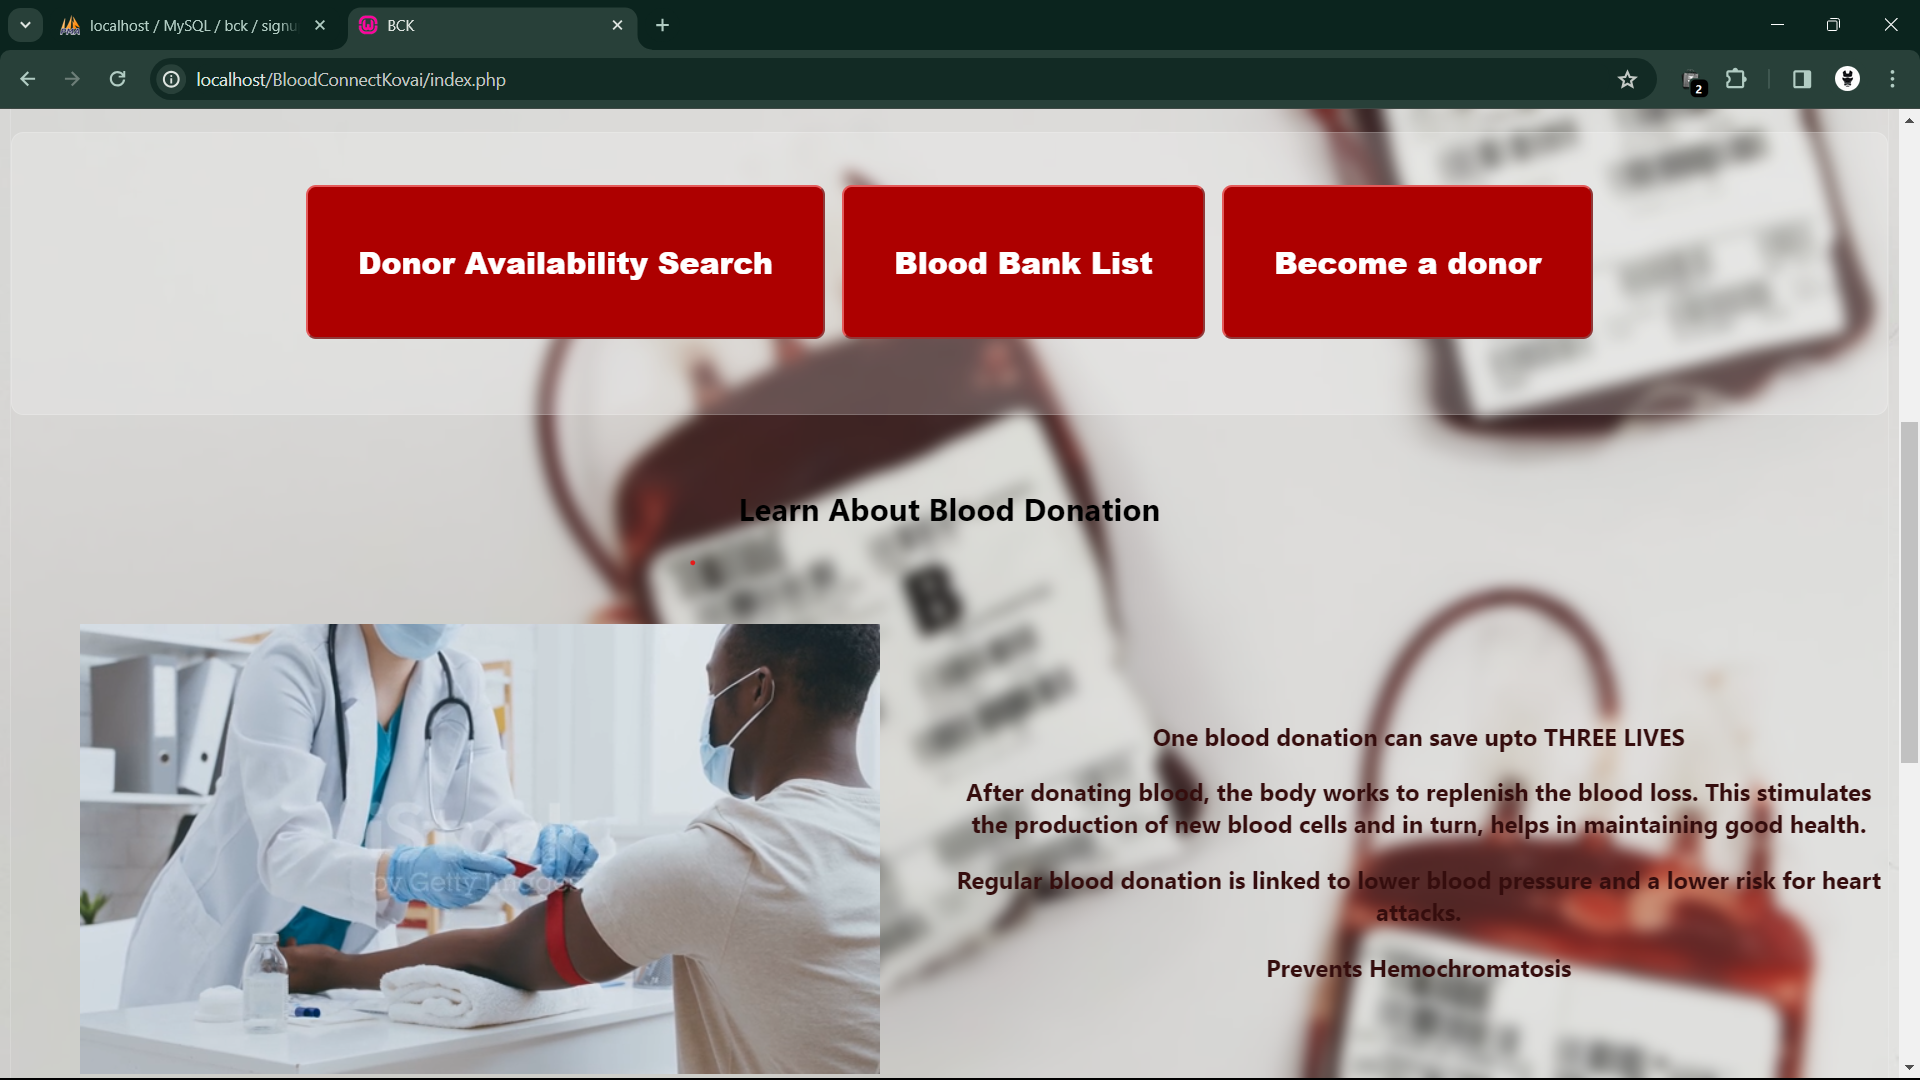 localhost / MySQL / bck / signu
BCK
localhost/BloodConnectKovai/index.php
2
Donor Availability Search
Blood Bank List
Become a donor
Learn About Blood Donation
B
One blood donation can save upto THREE LIVES
After donating blood, the body works to replenish the blood loss. This stimulates
the production of new blood cells and in turn, helps in maintaining good health.
Regular blood donation is linked to lower blood pressure and a lower risk for heart
attacks.
Prevents Hemochromatosis
by Getty Images